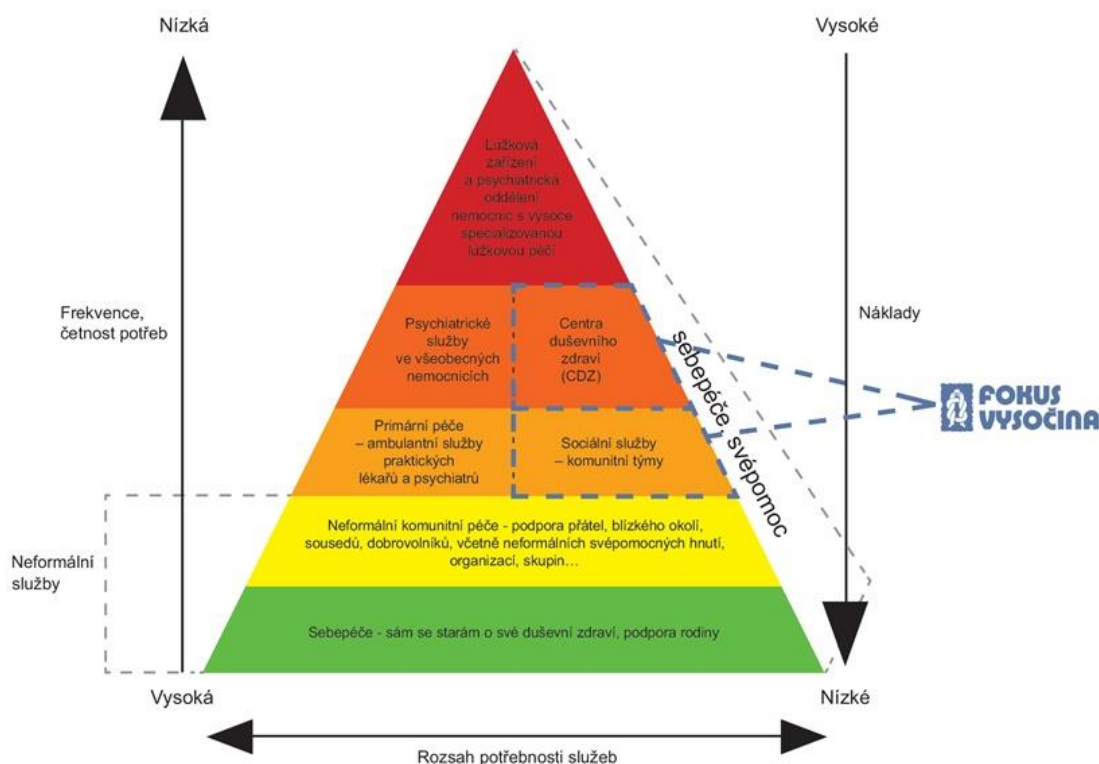 Nízká
Vysoké
Lužková
zařízení
a psychiatrická
oddělení
nemocnic s vysoce
specializovanou
lůžkovou péčí
Frekvence,
četnost potřeb
Psychiatrické
služby
ve všeobecných
nemocnicích
Centra
duševního
zdraví
(CDZ)
Náklady
sebepéče, svépomoc
FOKUS
VYSOČINA
Primární péče
– ambulantní služby
praktických
lékařů a psychiatrů
Sociální služby
– komunitní týmy
Neformální
služby
Neformální komunitní péče - podpora přátel, blízkého okolí,
sousedů, dobrovolníků, včetně neformálních svépomocných hnutí,
organizací, skupin...
Sebepéče - sám se starám o své duševní zdraví, podpora rodiny
Vysoká
Nízké
Rozsah potřebnosti služeb